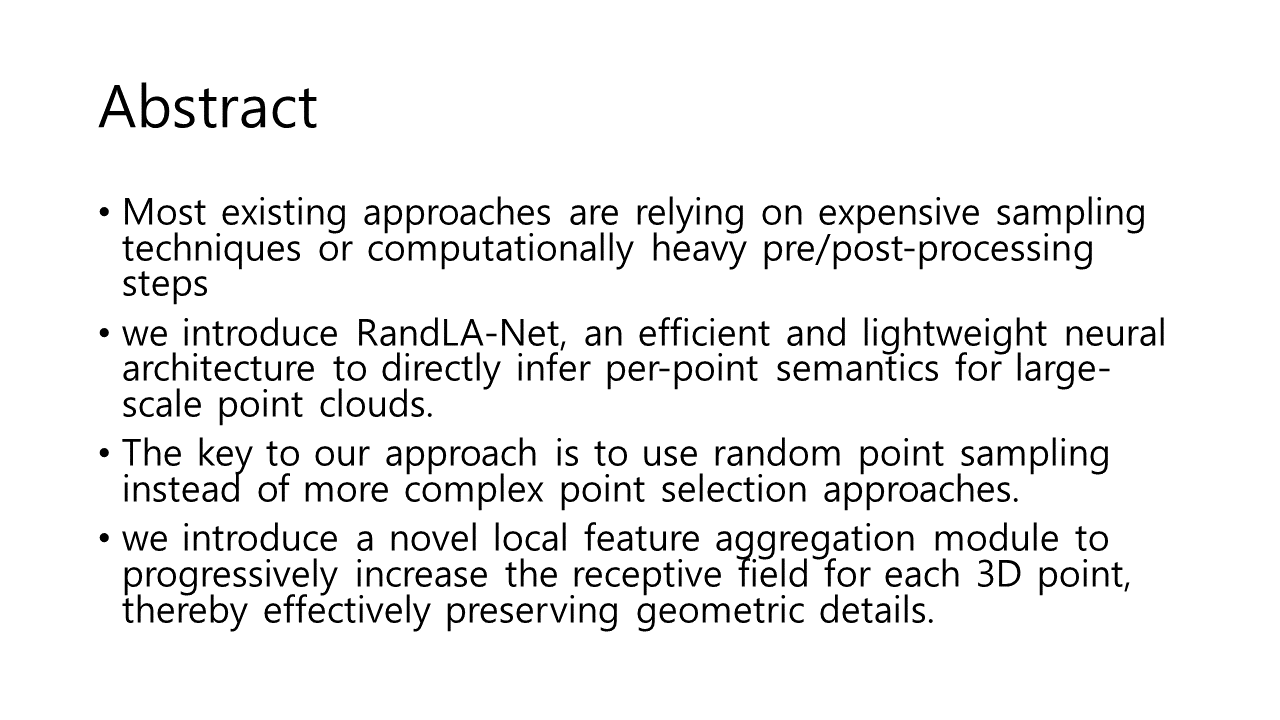 Abstract
• Most existing approaches are relying on expensive sampling
techniques or computationally heavy pre/post-processing
steps
• we introduce RandLA-Net, an efficient and lightweight neural
architecture to directly infer per-point semantics for large-
scale point clouds.
• The key to our approach is to use random point sampling
instead of more complex point selection approaches.
• we introduce a novel local feature aggregation module to
progressively increase the receptive field for each 3D point,
thereby effectively preserving geometric details.